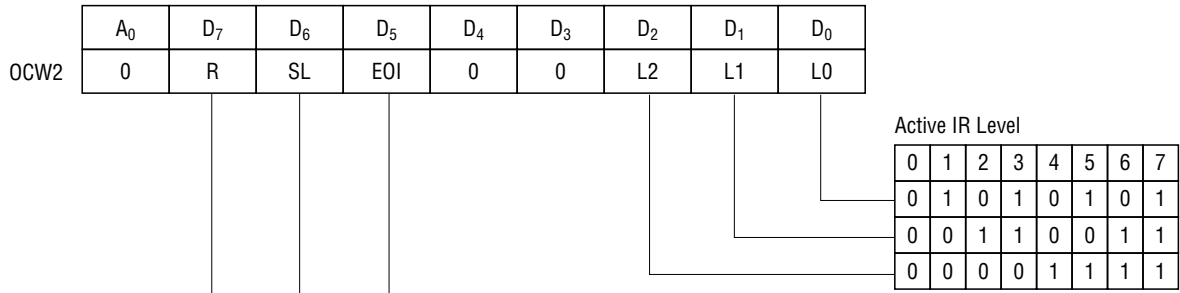 A₀ D₇ D₆ D₅ D₄ D₃ D₂ D₁ D₀
OCW2 0 R SL EOI 0 0 L2 L1 L0
Active IR Level
0 1 2 3 4 5 6 7
0 1 0 1 0 1 0 1
0 0 1 1 0 0 1 1
0 0 0 0 1 1 1 1